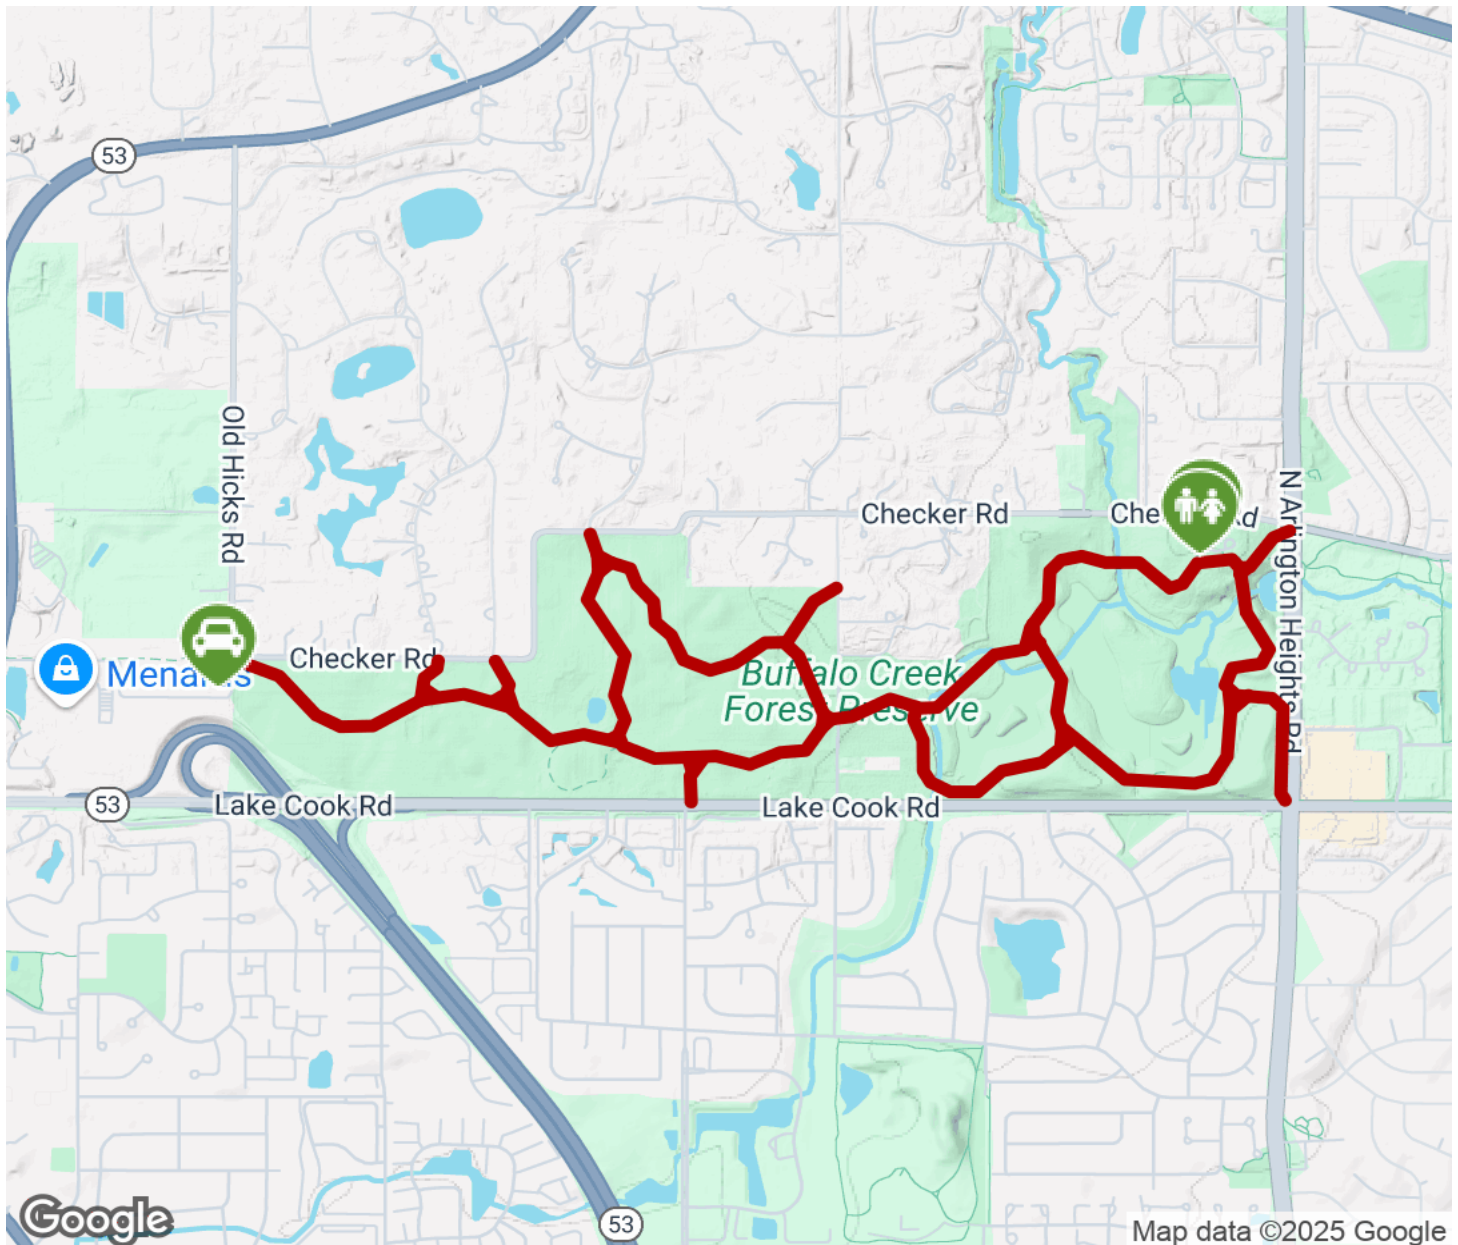 53
Old Hicks Rd
Checker Rd
Che
Rd
N Arlington Heights Rd
Checker Rd
Menards
Buffalo Creek
Forest Preserve
53
Lake Cook Rd
Lake Cook Rd
53
Google
Map data ©2025 Google